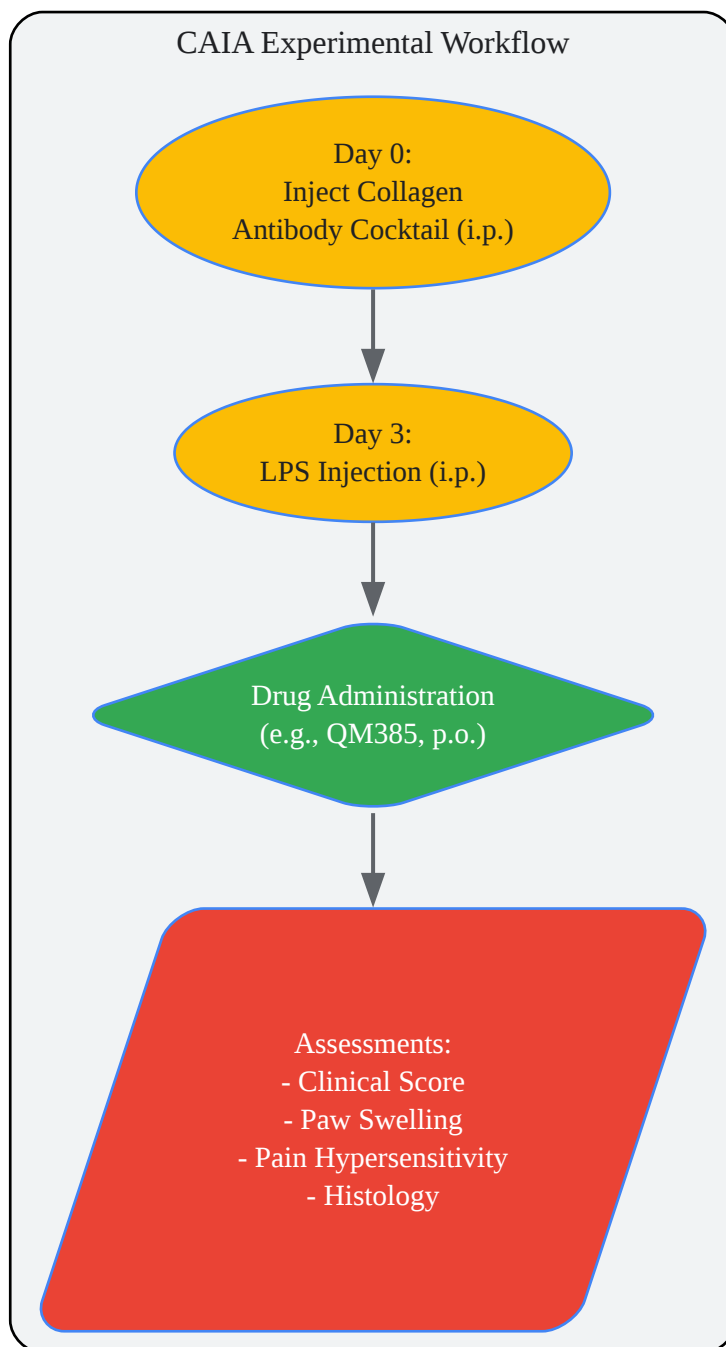 CAIA Experimental Workflow
Day 0:
Inject Collagen
Antibody Cocktail (i.p.)
Day 3:
LPS Injection (i.p.)
Drug Administration
(e.g., QM385, p.o.)
Assessments:
- Clinical Score
- Paw Swelling
- Pain Hypersensitivity
- Histology